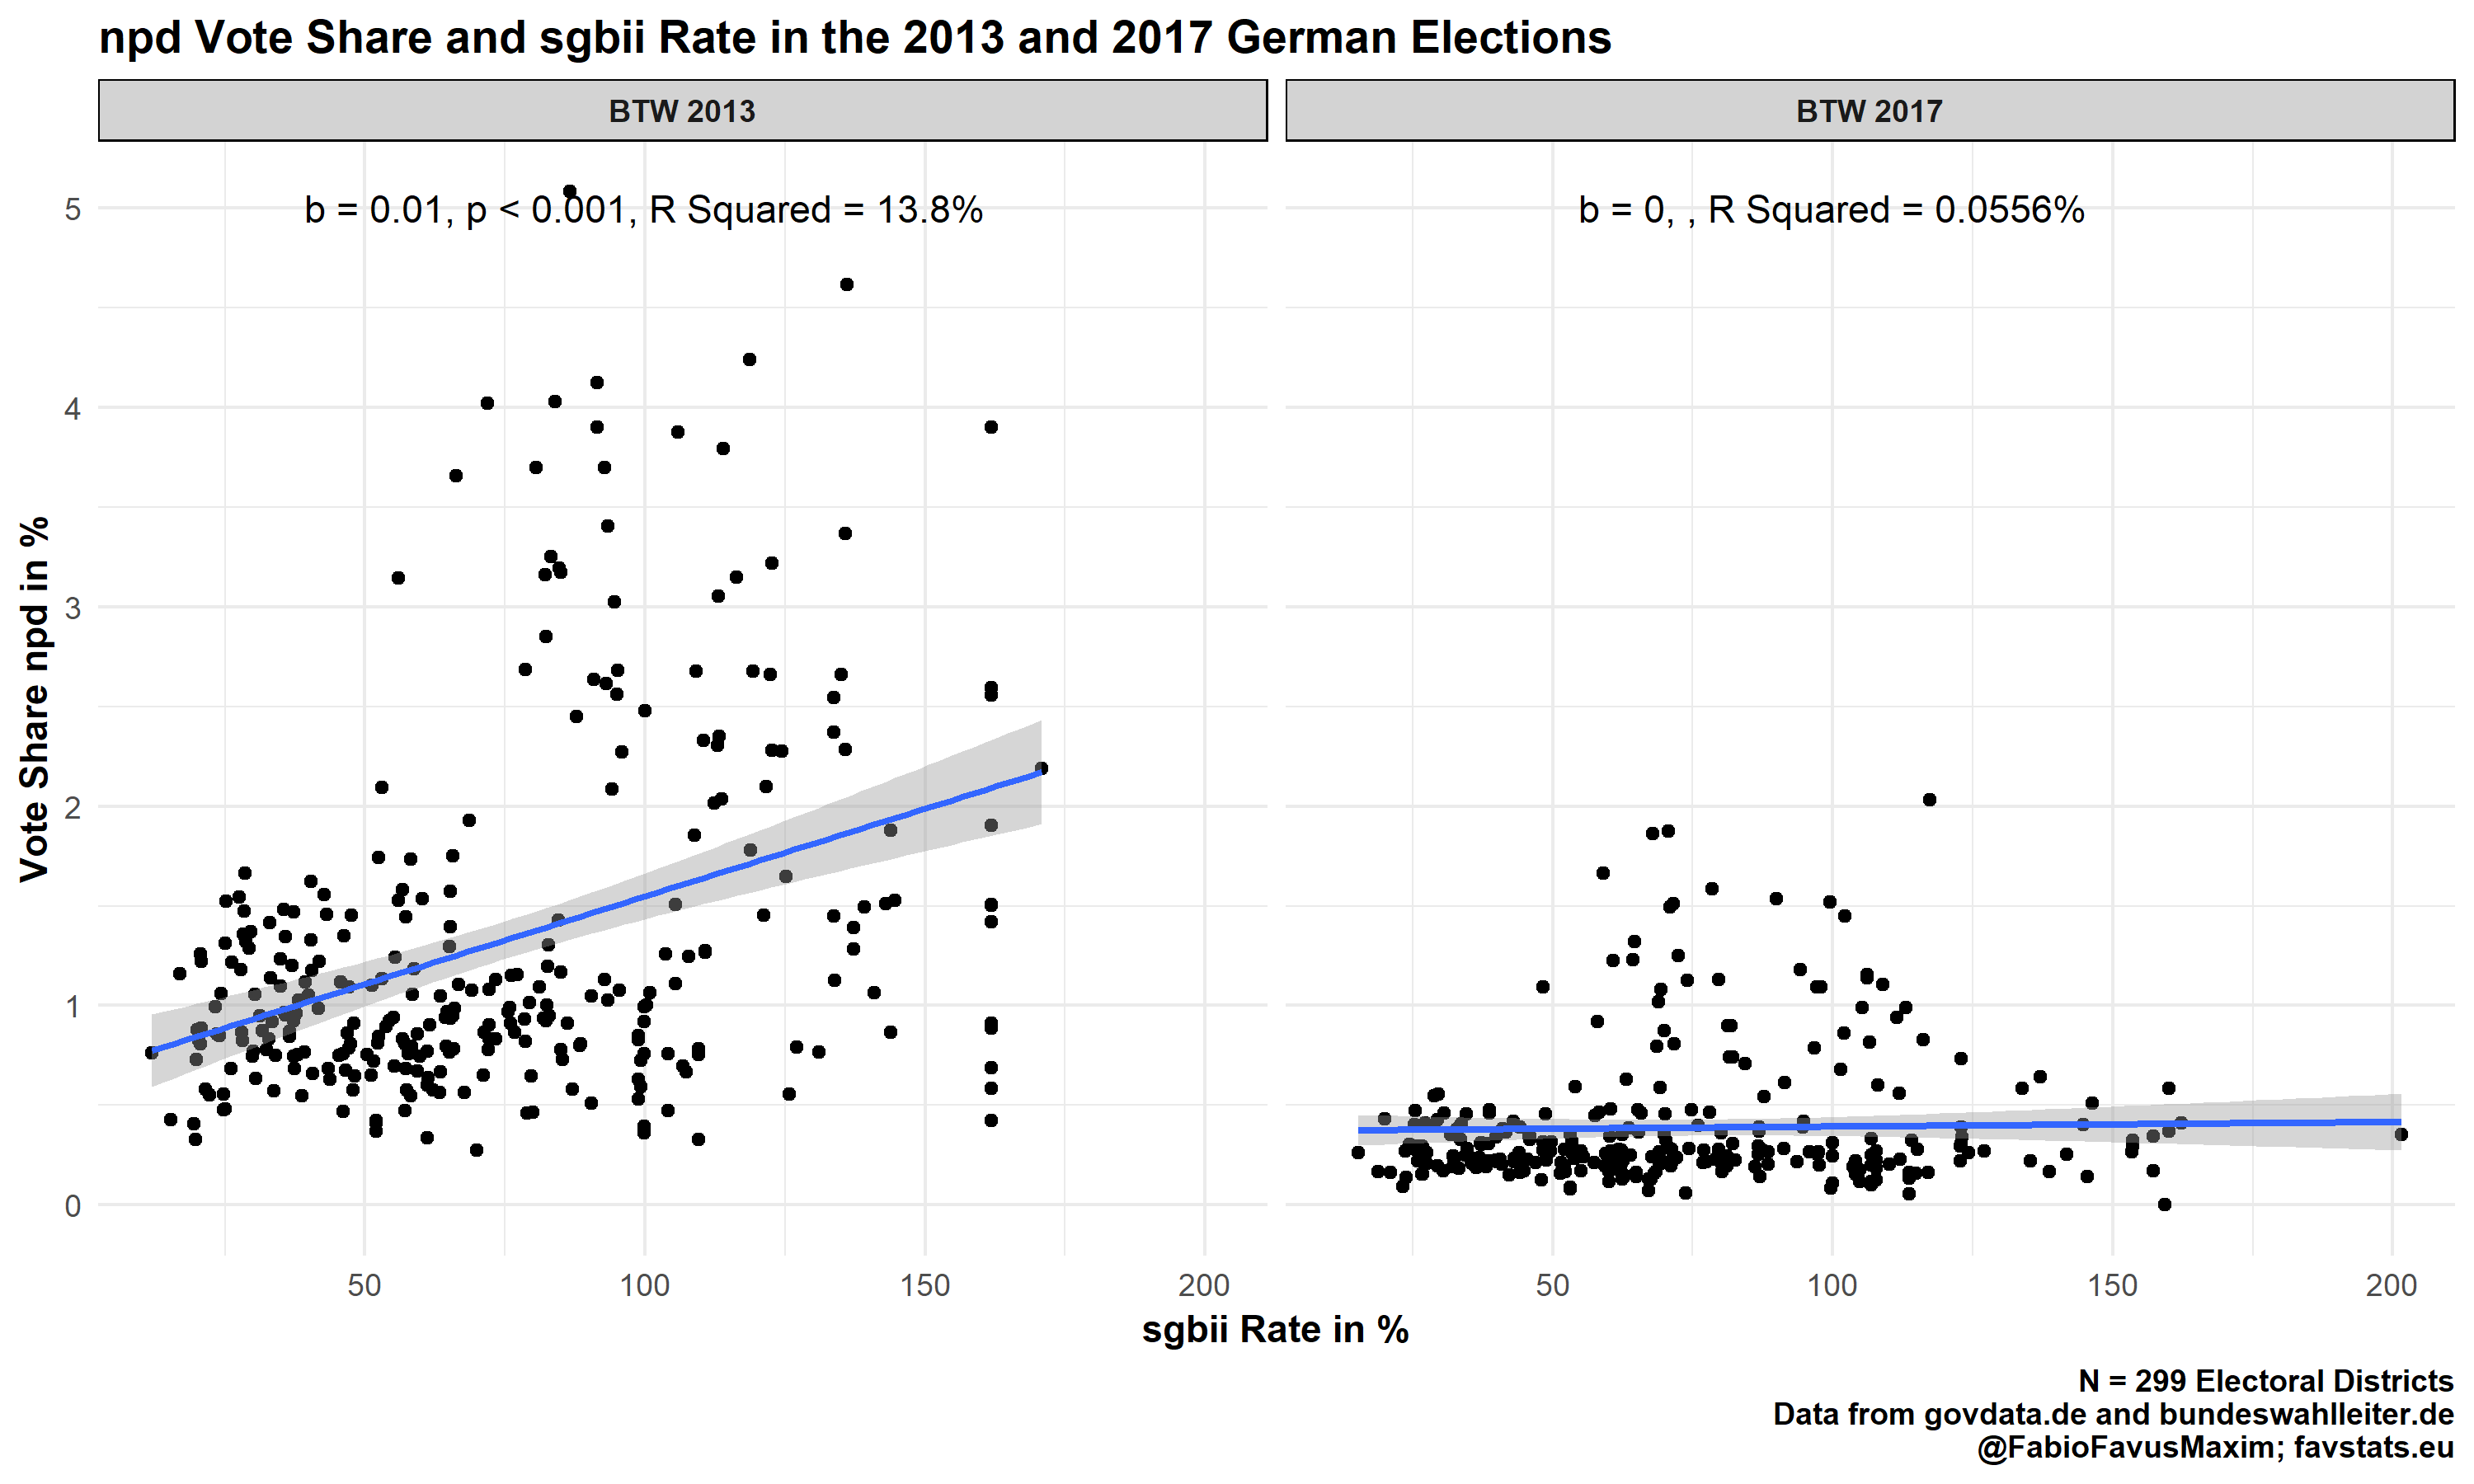 npd Vote Share and sgbii Rate in the 2013 and 2017 German Elections
BTW 2013
BTW 2017
b = 0.01, p < 0.001, R Squared = 13.8%
b = 0, , R Squared = 0.0556%
Vote Share npd in %
5
4
3
2
1
0
50
100
150
200
50
100
150
200
sgbii Rate in %
N = 299 Electoral Districts
Data from govdata.de and bundeswahlleiter.de
@FabioFavusMaxim; favstats.eu